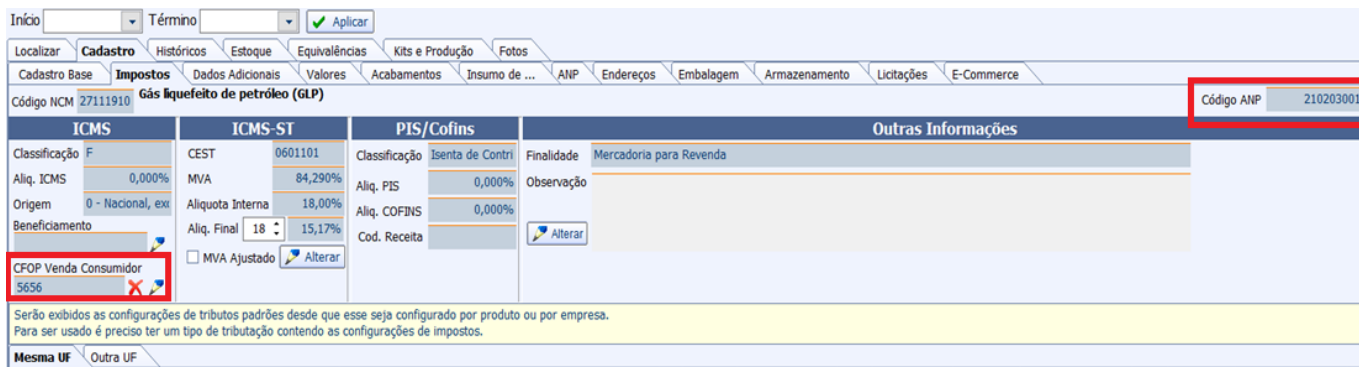 Início Término Aplicar
Localizar Cadastro Históricos Estoque Equivalências Kits e Produção Fotos
Cadastro Base Impostos Dados Adicionais Valores Acabamentos Insumo de ... ANP Endereços Embalagem Armazenamento Licitações E-Commerce
Código NCM 27111910 Gás liquefeito de petróleo (GLP) Código ANP 210203001
ICMS ICMS-ST PIS/Cofins Outras Informações
Classificação F CEST 0601101 Classificação Isenta de Contri Finalidade Mercadoria para Revenda
Aliq. ICMS 0,000% MVA 84,290% Aliq. PIS 0,000% Observação
Origem 0 - Nacional, exc Aliquota Interna 18,00% Aliq. COFINS 0,000%
Beneficiamento Aliq. Final 18 15,17% Cod. Receita Alterar
MVA Ajustado Alterar
CFOP Venda Consumidor
5656
Serão exibidos as configurações de tributos padrões desde que esse seja configurado por produto ou por empresa.
Para ser usado é preciso ter um tipo de tributação contendo as configurações de impostos.
Mesma UF Outra UF